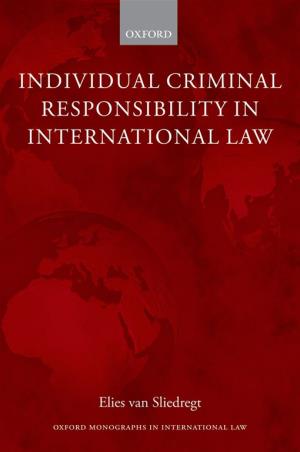 OXFORD
INDIVIDUAL CRIMINAL
RESPONSIBILITY IN
INTERNATIONAL LAW
Elies van Sliedregt
OXFORD MONOGRAPHS IN INTERNATIONAL LAW